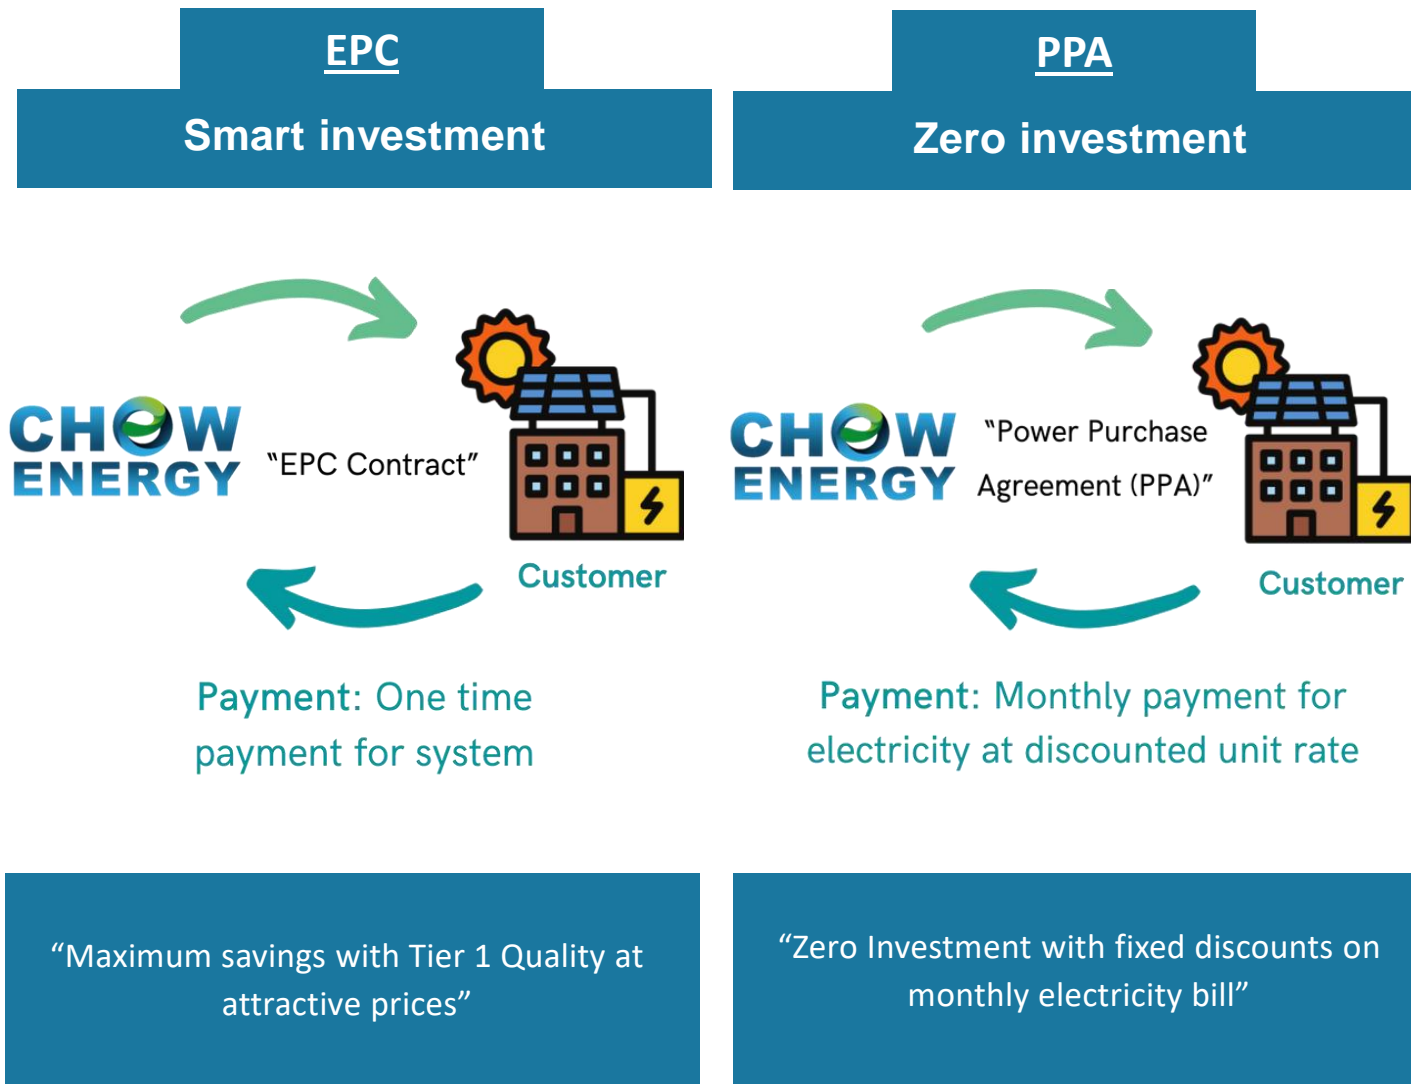 EPC
Smart investment
CHOW
ENERGY
“EPC Contract”
Customer
Payment: One time
payment for system
“Maximum savings with Tier 1 Quality at
attractive prices”
PPA
Zero investment
CHOW
ENERGY
“Power Purchase
Agreement (PPA)”
Customer
Payment: Monthly payment for
electricity at discounted unit rate
“Zero Investment with fixed discounts on
monthly electricity bill”